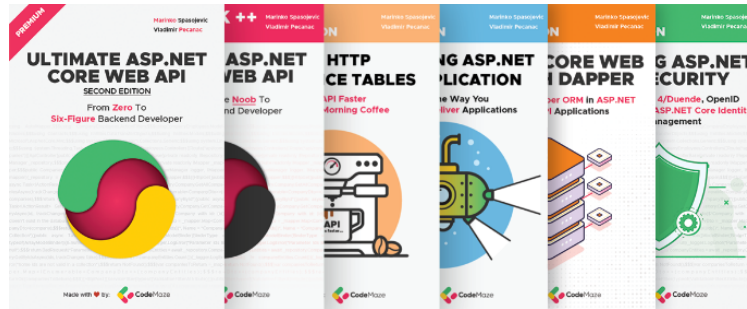 PREMIUM
Marinko Spasojevic
Vladimir Pecanac
ULTIMATE ASP.NET
CORE WEB API
SECOND EDITION
From Zero To
Six-Figure Backend Developer
Made with ❤ by: CodeMaze
++
Marinko Spasojevic
Vladimir Pecanac
ASP.NET
WEB API
Noob To
nd Developer
CodeMaze
ON
Marinko Spasojevic
Vladimir Pecanac
HTTP
CE TABLES
API Faster
Morning Coffee
API
CodeMaze
Marinko Spasojevic
Vladimir Pecanac
NG ASP.NET
PLICATION
he Way You
liver Applications
CodeMaze
ON
Marinko Spasojevic
Vladimir Pecanac
CORE WEB
H DAPPER
per ORM in ASP.NET
PI Applications
CodeMaze
N
Marinko Spasojevic
Vladimir Pecanac
G ASP.NET
ECURITY
4/Duende, OpenID
ASP.NET Core Identit
nagement
CodeMaze